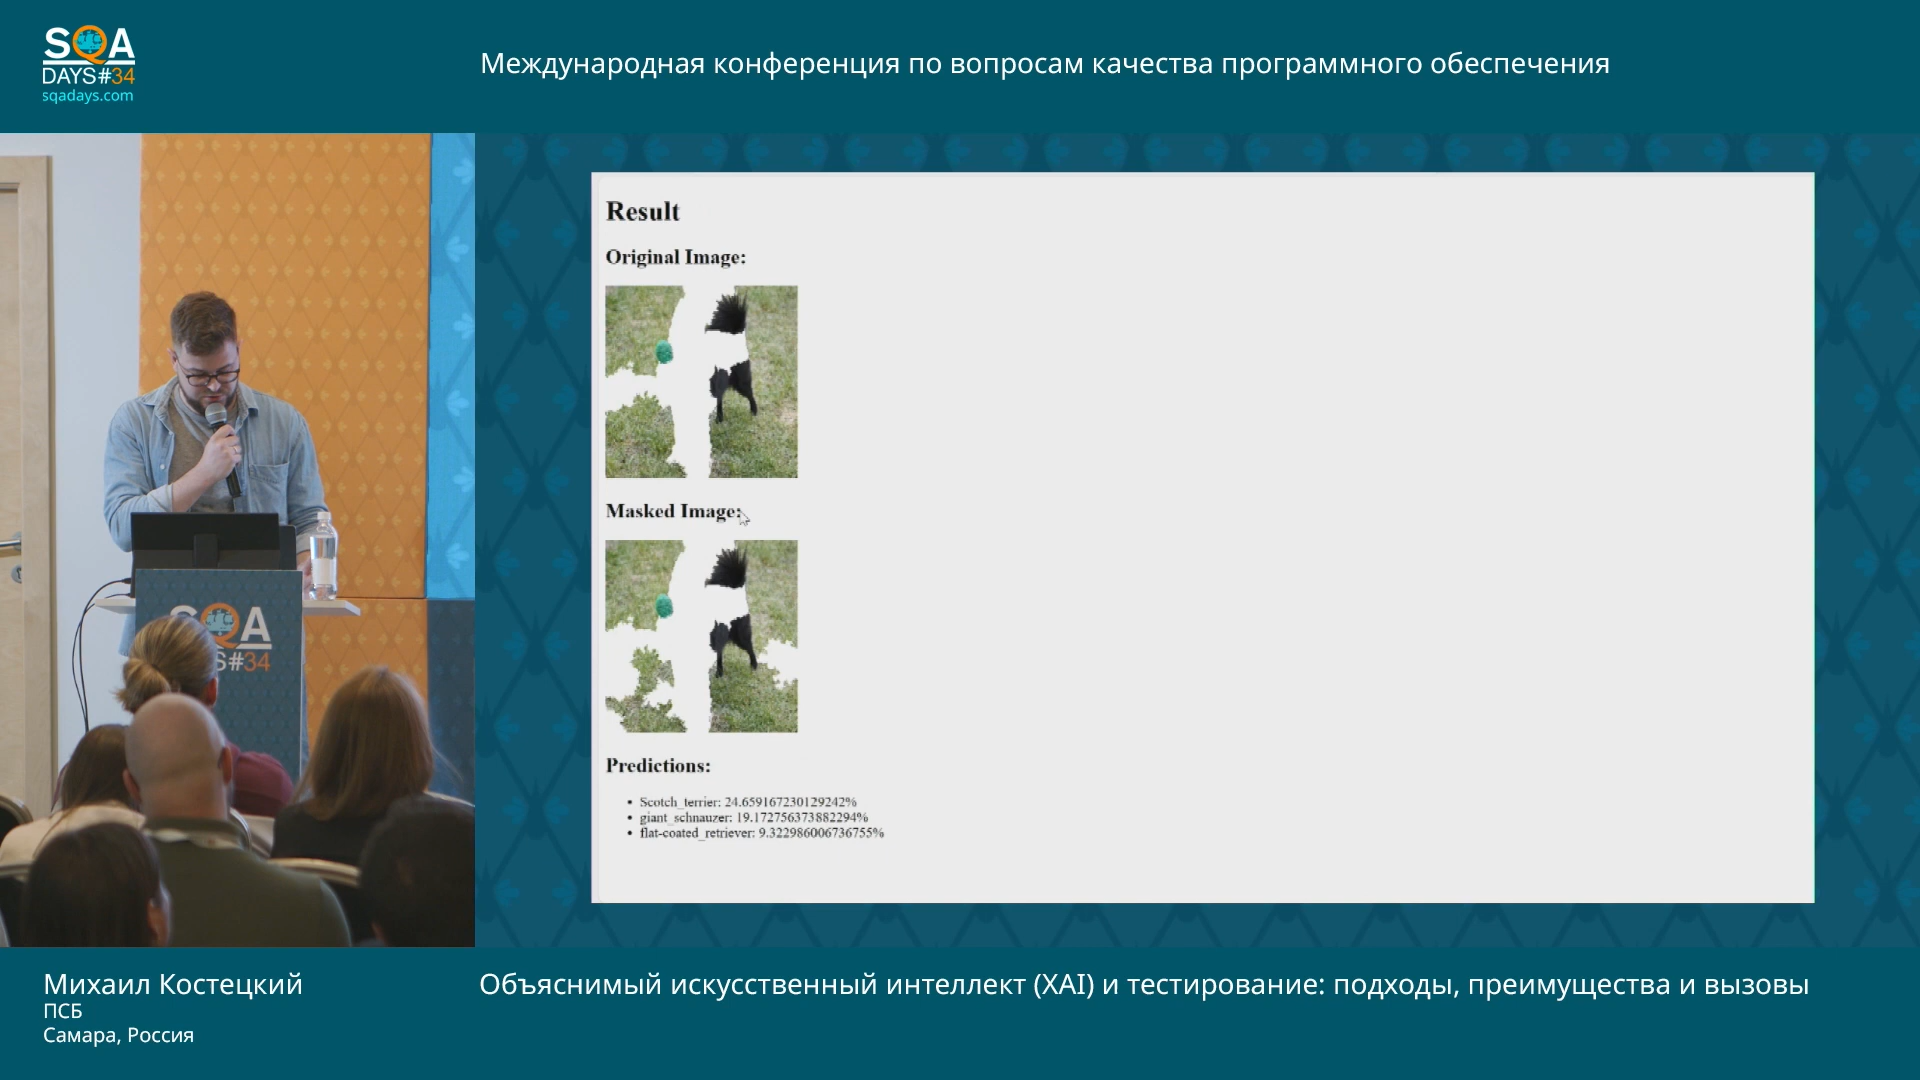 SQA
DAYS#34
sqadays.com
Международная конференция по вопросам качества программного обеспечения
Result
Original Image:
Masked Image:
Predictions:
• Scotch_terrier: 24.659167230129242%
• giant_schnauzer: 19.172756373882294%
• flat-coated_retriever: 9.322986006736755%
SQA
S#34
Михаил Костецкий
ПСБ
Самара, Россия
Объяснимый искусственный интеллект (XAI) и тестирование: подходы, преимущества и вызовы